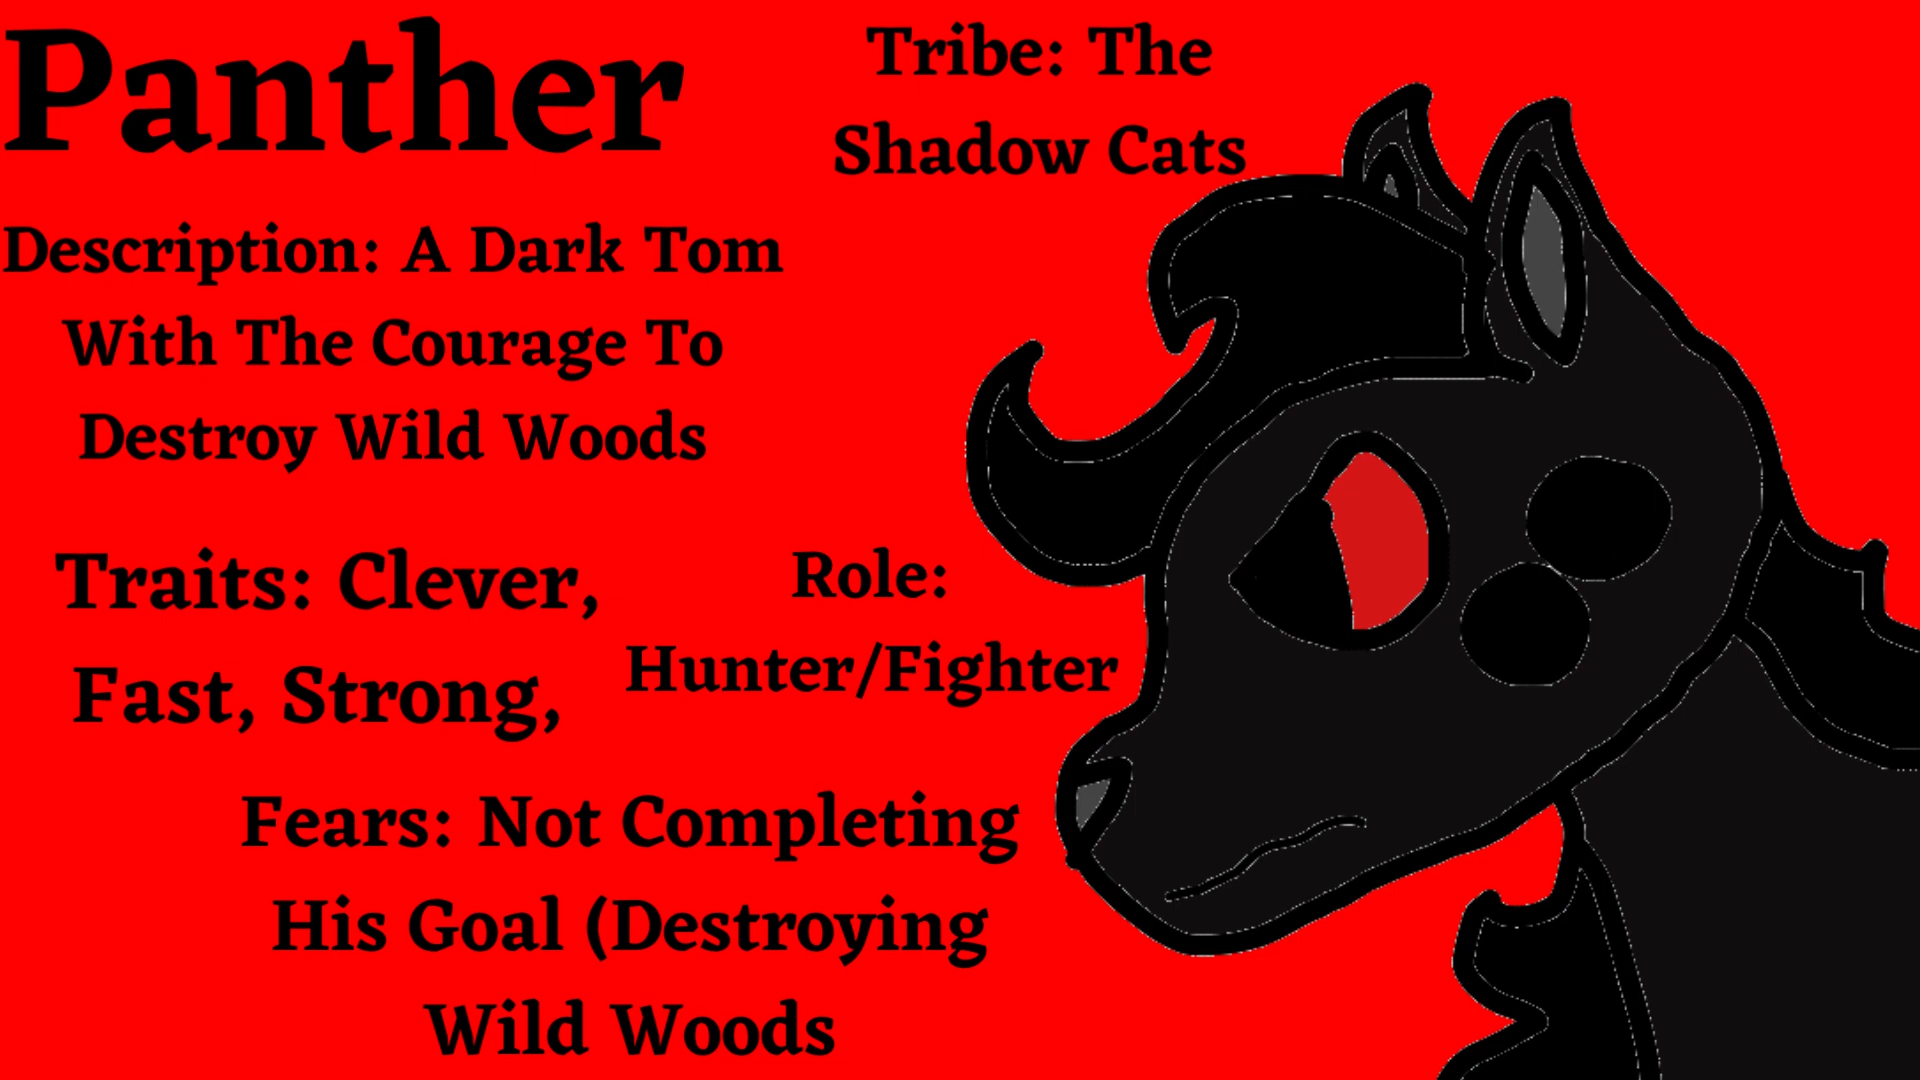 Panther
Tribe: The
Shadow Cats
Description: A Dark Tom
With The Courage To
Destroy Wild Woods
Traits: Clever,
Fast, Strong,
Role:
Hunter/Fighter
Fears: Not Completing
His Goal (Destroying
Wild Woods